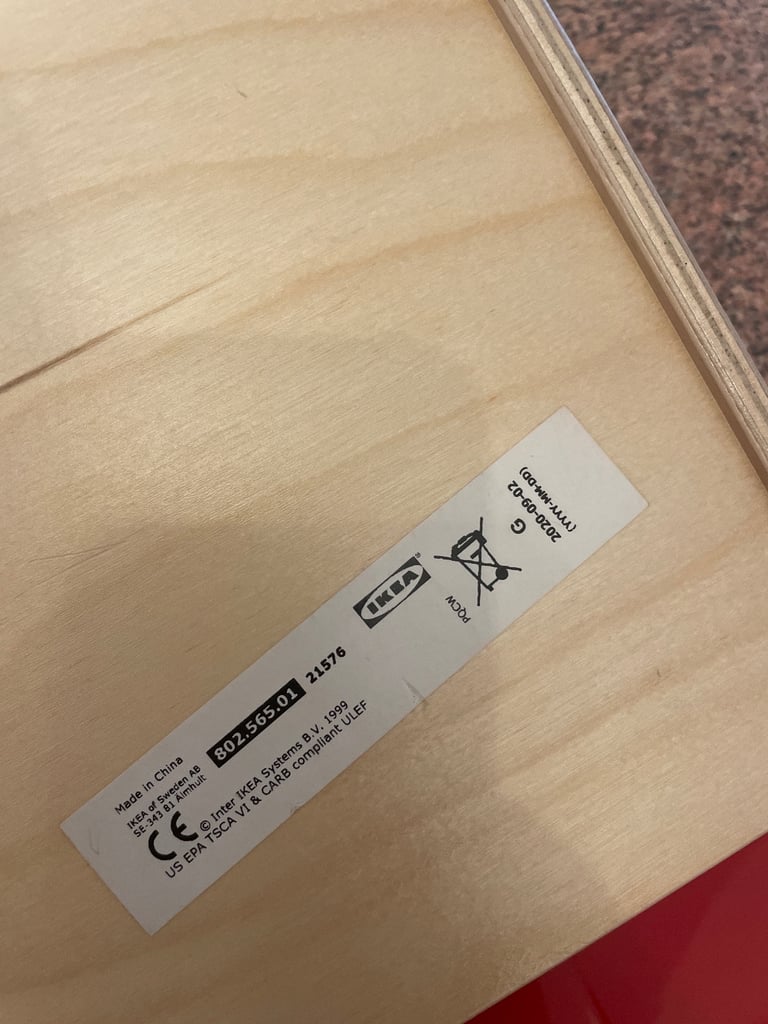 Made in China
IKEA of Sweden AB
SE-343 81 Älmhult
802.565.01 21576
CE © Inter IKEA Systems B.V. 1999
US EPA TSCA VI & CARB compliant ULEF
IKEA®
PQCW
G
2020-09-02
(YYYY-MM-DD)